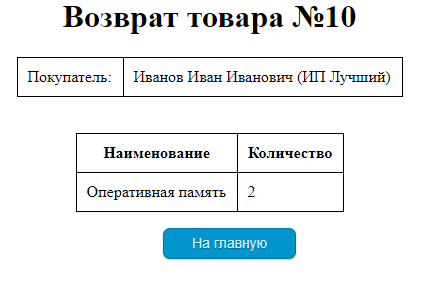 Возврат товара №10
Покупатель: Иванов Иван Иванович (ИП Лучший)
Наименование Количество
Оперативная память 2
На главную